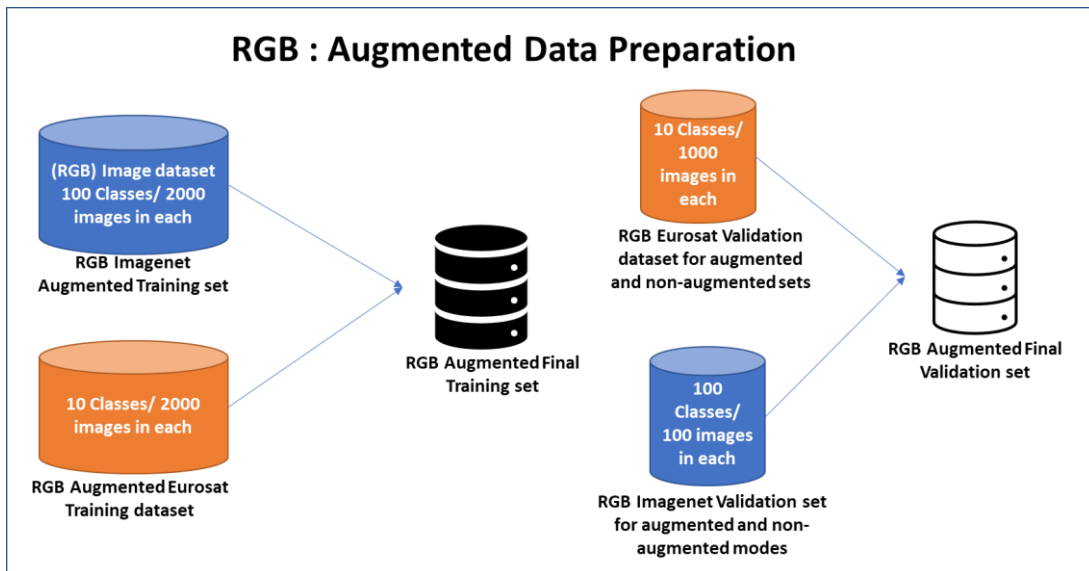 RGB : Augmented Data Preparation
(RGB) Image dataset
100 Classes/ 2000
images in each
RGB Imagenet
Augmented Training set
10 Classes/ 2000
images in each
RGB Augmented Eurosat
Training dataset
RGB Augmented Final
Training set
10 Classes/
1000
images in
each
RGB Eurosat Validation
dataset for augmented
and non-augmented sets
100
Classes/
100 images
in each
RGB Imagenet Validation set
for augmented and non-
augmented modes
RGB Augmented Final
Validation set